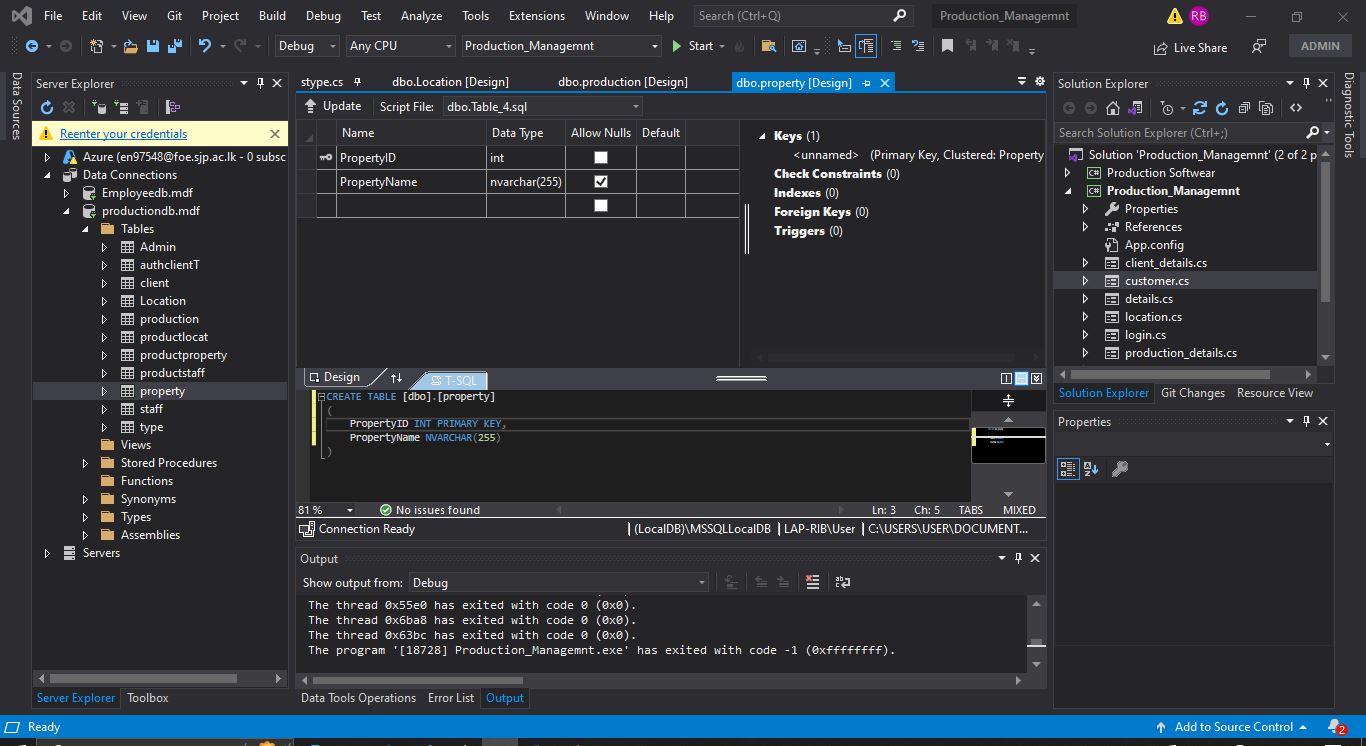 File Edit View Git Project Build Debug Test Analyze Tools Extensions Window Help Search (Ctrl+Q) Production_Managemnt RB
Debug Any CPU Production_Managemnt Start Live Share ADMIN
Data Sources
Server Explorer
Reenter your credentials
Azure (en97548@foe.sjp.ac.lk - 0 subsc
Data Connections
Employeedb.mdf
productiondb.mdf
Tables
Admin
authclientT
client
Location
production
productlocat
productproperty
productstaff
property
staff
type
Views
Stored Procedures
Functions
Synonyms
Types
Assemblies
Servers
Server Explorer Toolbox
stype.cs dbo.Location [Design] dbo.production [Design] dbo.property [Design]
Update Script File: dbo.Table_4.sql
Name Data Type Allow Nulls Default
PropertyID int
PropertyName nvarchar(255)
Keys (1)
<unnamed> (Primary Key, Clustered: Property
Check Constraints (0)
Indexes (0)
Foreign Keys (0)
Triggers (0)
Design T-SQL
CREATE TABLE [dbo].[property]
(
PropertyID INT PRIMARY KEY,
PropertyName NVARCHAR(255)
)
81 % No issues found Ln: 3 Ch: 5 TABS MIXED
Connection Ready (LocalDB)\MSSQLLocalDB LAP-RIB\User C:\USERS\USER\DOCUMENT...
Output
Show output from: Debug
The thread 0x55e0 has exited with code 0 (0x0).
The thread 0x6ba8 has exited with code 0 (0x0).
The thread 0x63bc has exited with code 0 (0x0).
The program '[18728] Production_Managemnt.exe' has exited with code -1 (0xffffffff).
Data Tools Operations Error List Output
Solution Explorer
Search Solution Explorer (Ctrl+;)
Solution 'Production_Managemnt' (2 of 2 p
Production Softwear
Production_Managemnt
Properties
References
App.config
client_details.cs
customer.cs
details.cs
location.cs
login.cs
production_details.cs
Solution Explorer Git Changes Resource View
Properties
Diagnostic Tools
Ready Add to Source Control 2